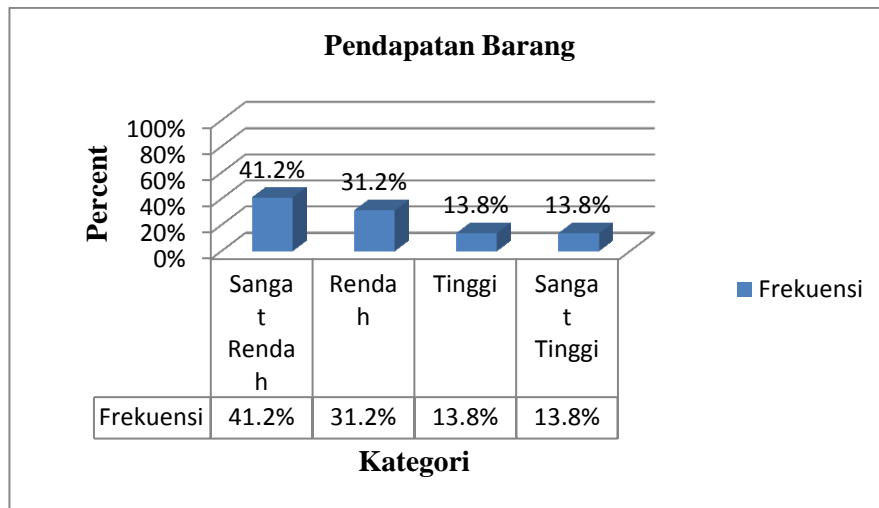 Pendapatan Barang
Percent
100%
80%
60%
40%
20%
0%
41.2%
31.2%
13.8%
13.8%
Sanga
t
Renda
h
Renda
h
Tinggi
Sanga
t
Tinggi
Frekuensi
Frekuensi 41.2% 31.2% 13.8% 13.8%
Kategori